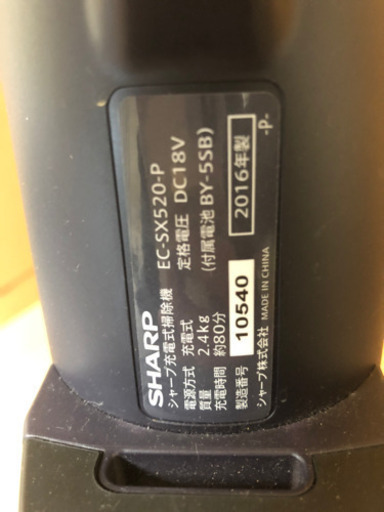 SHARP
シャープ充電式掃除機 EC-SX520-P
電源方式 充電式 定格電圧 DC18V
質量 2.4kg (付属電池 BY-5SB)
充電時間 約80分
製造番号 10540 2016年製
シャープ株式会社 MADE IN CHINA -P-